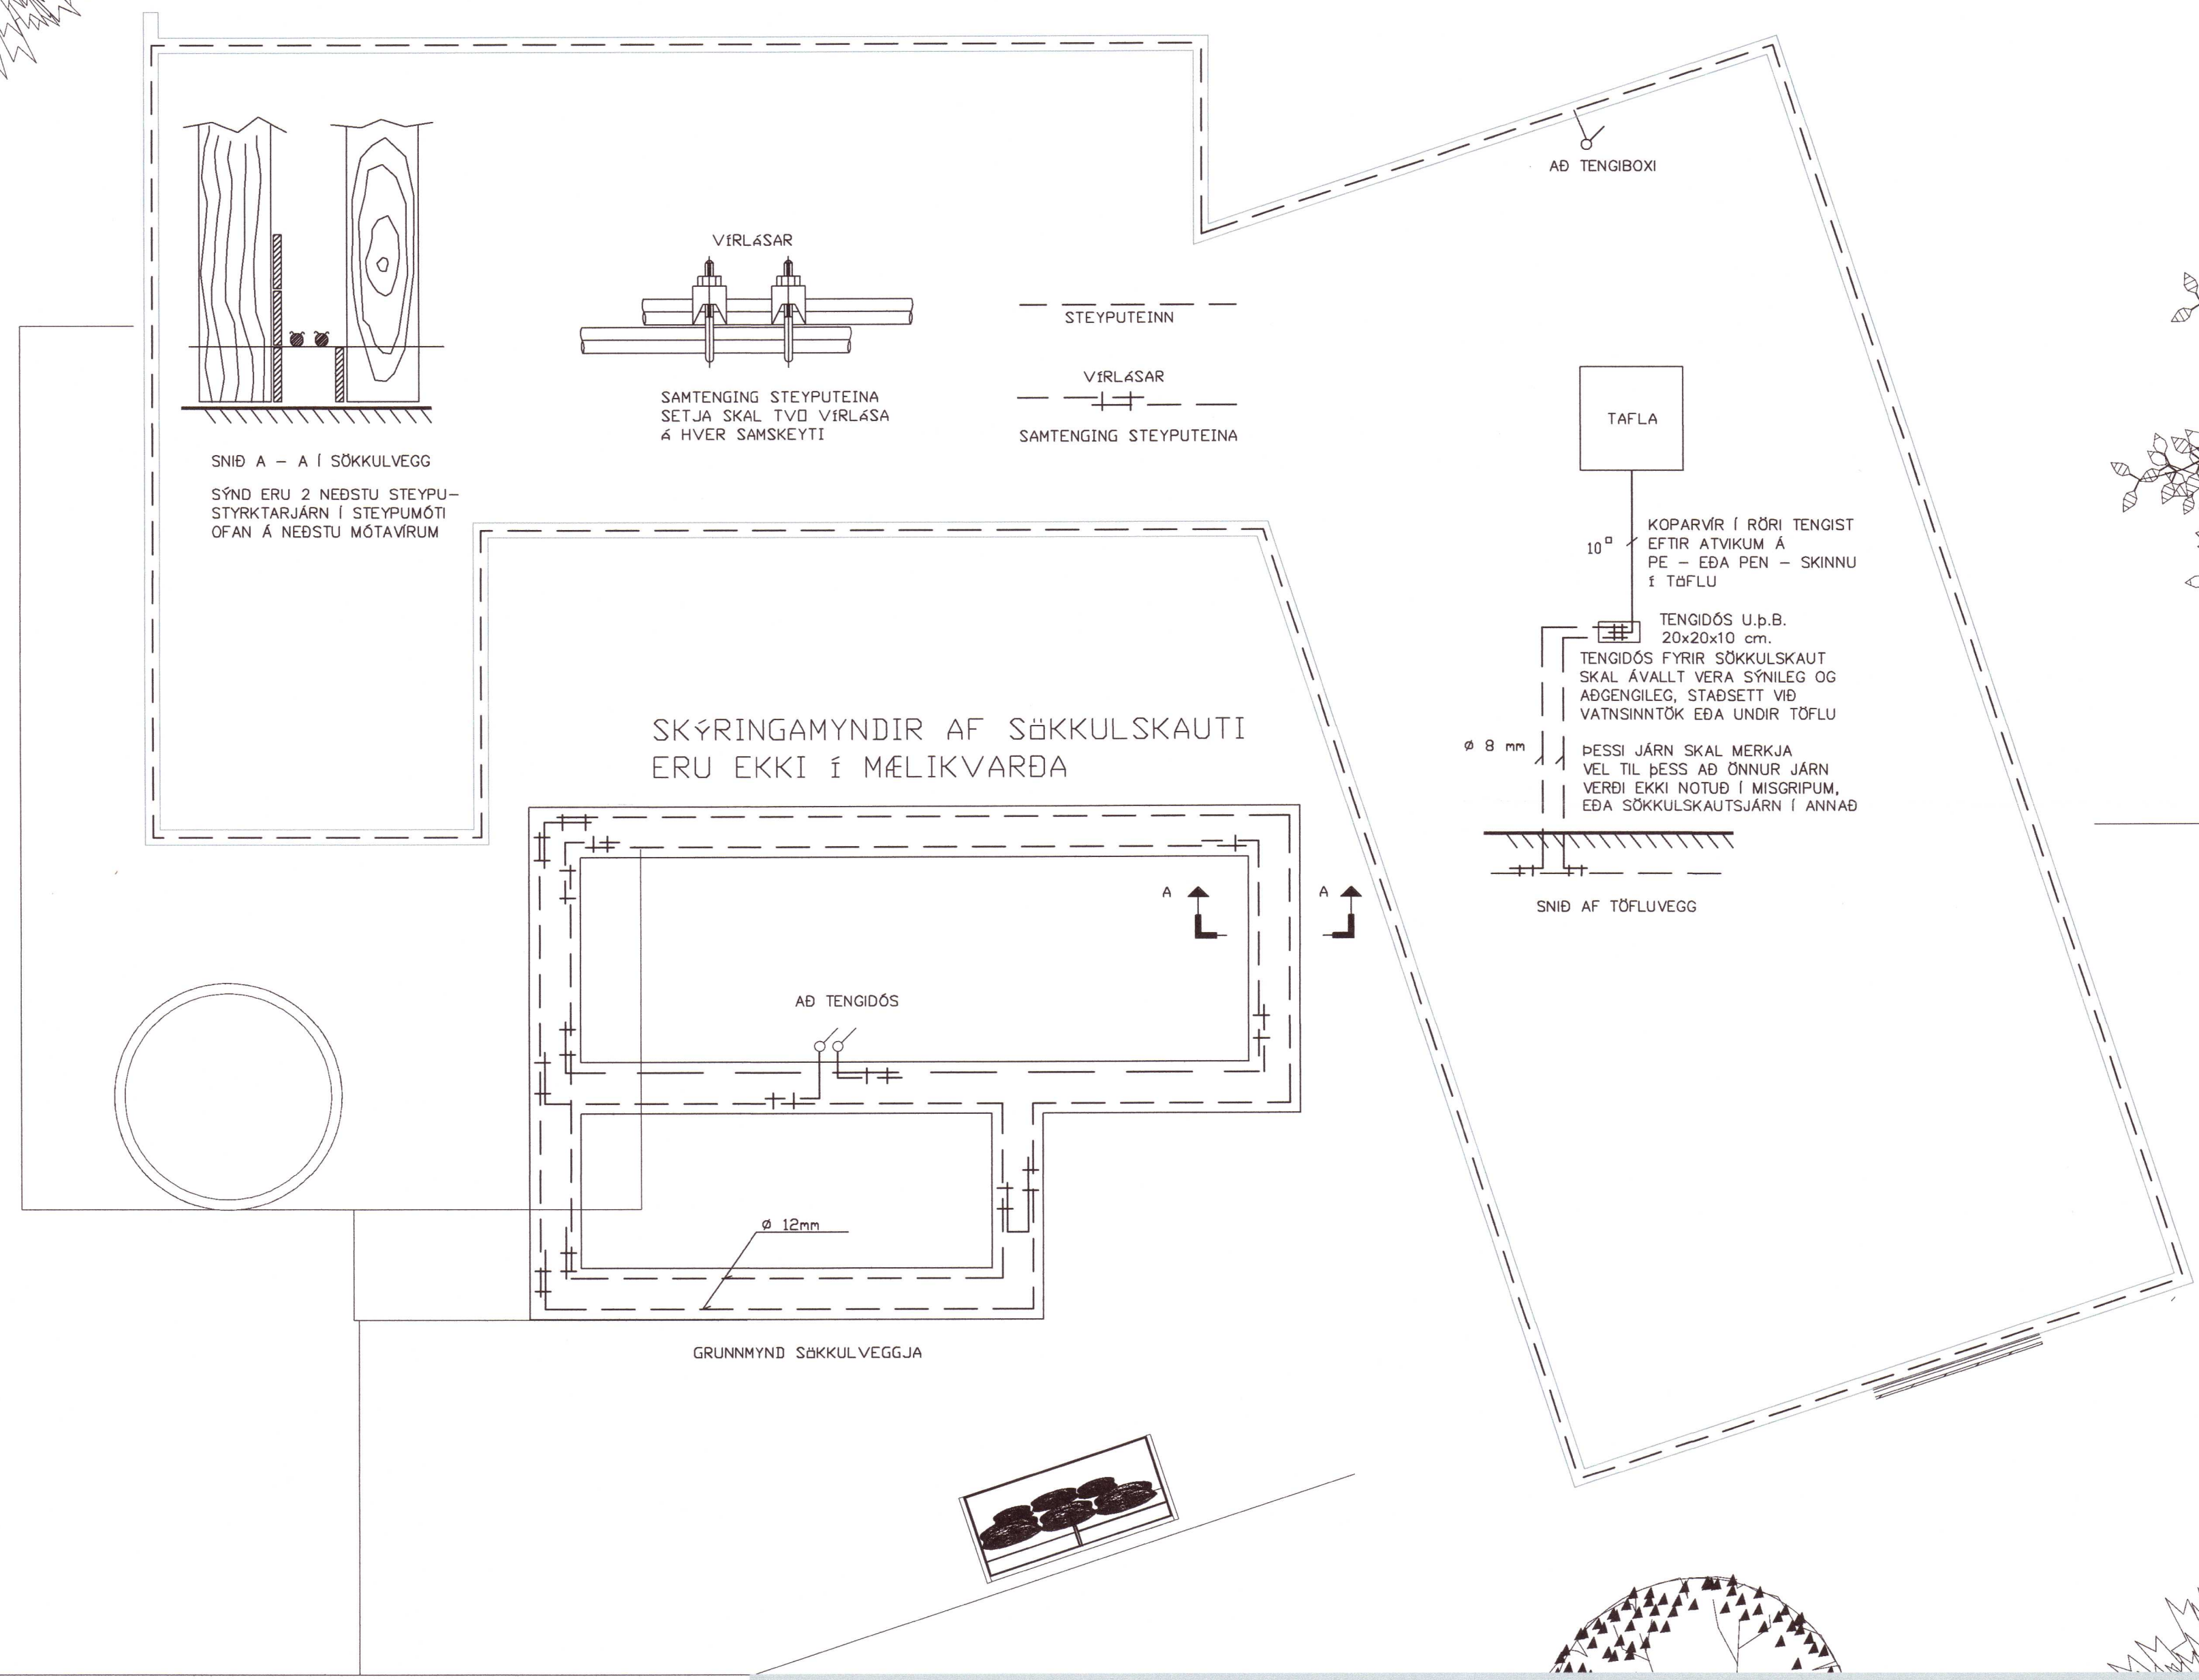 AÐ TENGIBOXI
VÍRLÁSAR
SAMTENGING STEYPUTEINA
SETJA SKAL TVO VÍRLÁSA
Á HVER SAMSKEYTI
STEYPUTEINN
VÍRLÁSAR
SAMTENGING STEYPUTEINA
SNIÐ A – A Í SÖKKULVEGG
SÝND ERU 2 NEÐSTU STEYPU–
STYRKTARJÁRN Í STEYPUMÓTI
OFAN Á NEÐSTU MÓTAVÍRUM
TAFLA
10□
KOPARVÍR Í RÖRI TENGIST
EFTIR ATVIKUM Á
PE – EÐA PEN – SKINNU
Í TÖFLU
TENGIDÓS U.Þ.B.
20x20x10 cm.
TENGIDÓS FYRIR SÖKKULSKAUT
SKAL ÁVALLT VERA SÝNILEG OG
AÐGENGILEG, STAÐSETT VIÐ
VATNSINNTÖK EÐA UNDIR TÖFLU
Ø 8 mm
ÞESSI JÁRN SKAL MERKJA
VEL TIL ÞESS AÐ ÖNNUR JÁRN
VERÐI EKKI NOTUÐ Í MISGRIPUM,
EÐA SÖKKULSKAUTSJÁRN Í ANNAÐ
SNIÐ AF TÖFLUVEGG
SKÝRINGAMYNDIR AF SÖKKULSKAUTI
ERU EKKI Í MÆLIKVARÐA
A
A
AÐ TENGIDÓS
Ø 12mm
GRUNNMYND SÖKKULVEGGJA